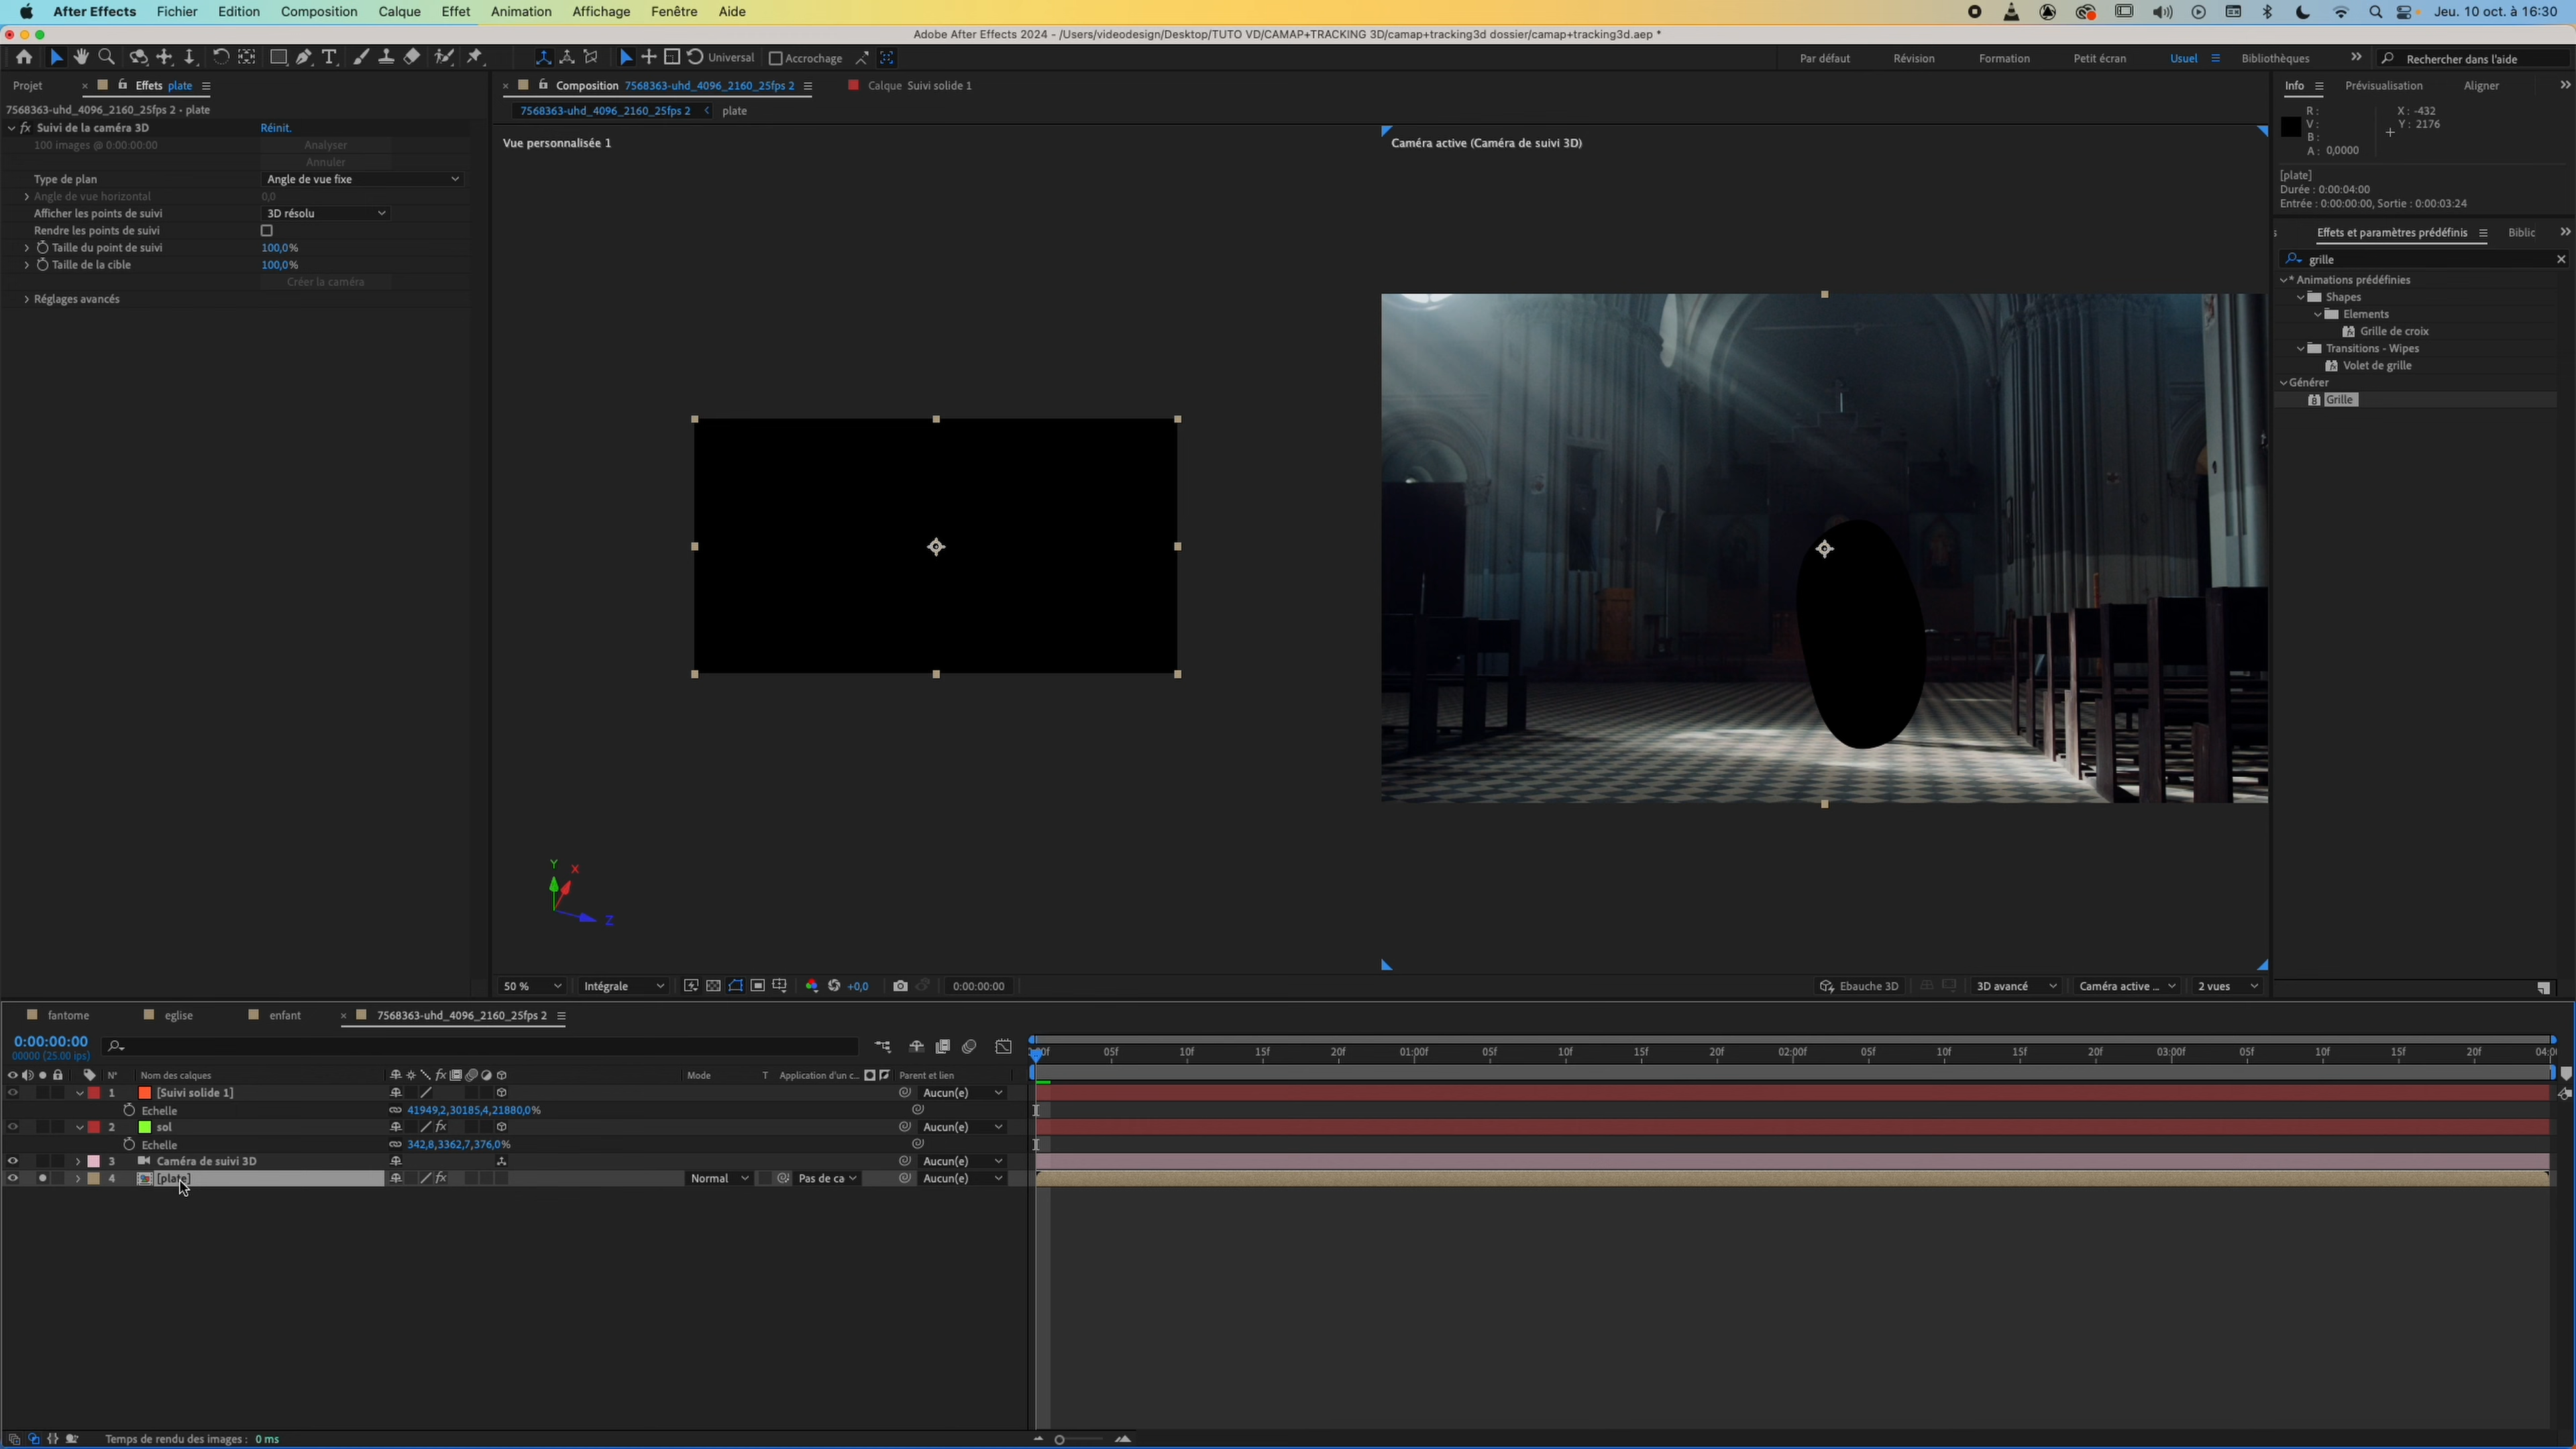 After Effects Fichier Edition Composition Calque Effet Animation Affichage Fenêtre Aide Jeu. 10 oct. à 16:30
Adobe After Effects 2024 - /Users/videodesign/Desktop/TUTO VD/CAMAP+TRACKING 3D/camap+tracking3d dossier/camap+tracking3d.aep *
Universal Accrochage Par défaut Révision Formation Petit écran Usuel Bibliothèques Rechercher dans l'aide
Projet Effets plate
7568363-uhd_4096_2160_25fps 2 • plate
Suivi de la caméra 3D Réinit.
100 images @ 0:00:00:00 Analyser
Annuler
Type de plan Angle de vue fixe
Angle de vue horizontal 0,0
Afficher les points de suivi 3D résolu
Rendre les points de suivi
Taille du point de suivi 100,0%
Taille de la cible 100,0%
Créer la caméra
Réglages avancés
Composition 7568363-uhd_4096_2160_25fps 2 Calque Suivi solide 1
7568363-uhd_4096_2160_25fps 2 plate
Vue personnalisée 1
Caméra active (Caméra de suivi 3D)
Y
X
Z
50 % Intégrale +0,0 0:00:00:00 Ebauche 3D 3D avancé Caméra active ... 2 vues
Info Prévisualisation Aligner
R : X : -432
V : Y : 2176
B :
A : 0,0000
[plate]
Durée : 0:00:04:00
Entrée : 0:00:00:00, Sortie : 0:00:03:24
Effets et paramètres prédéfinis Biblic
grille
* Animations prédéfinies
Shapes
Elements
Grille de croix
Transitions - Wipes
Volet de grille
Générer
Grille
fantome eglise enfant 7568363-uhd_4096_2160_25fps 2
0:00:00:00
00000 (25.00 ips)
05f 10f 15f 20f 01:00f 05f 10f 15f 20f 02:00f 05f 10f 15f 20f 03:00f 05f 10f 15f 20f
N° Nom des calques Mode T Application d'un c... Parent et lien
1 [Suivi solide 1] Aucun(e)
Echelle 41949,2,30185,4,21880,0%
2 sol Aucun(e)
Echelle 342,8,3362,7,376,0%
3 Caméra de suivi 3D Aucun(e)
4 [plate] Normal Pas de ca Aucun(e)
Temps de rendu des images : 0 ms